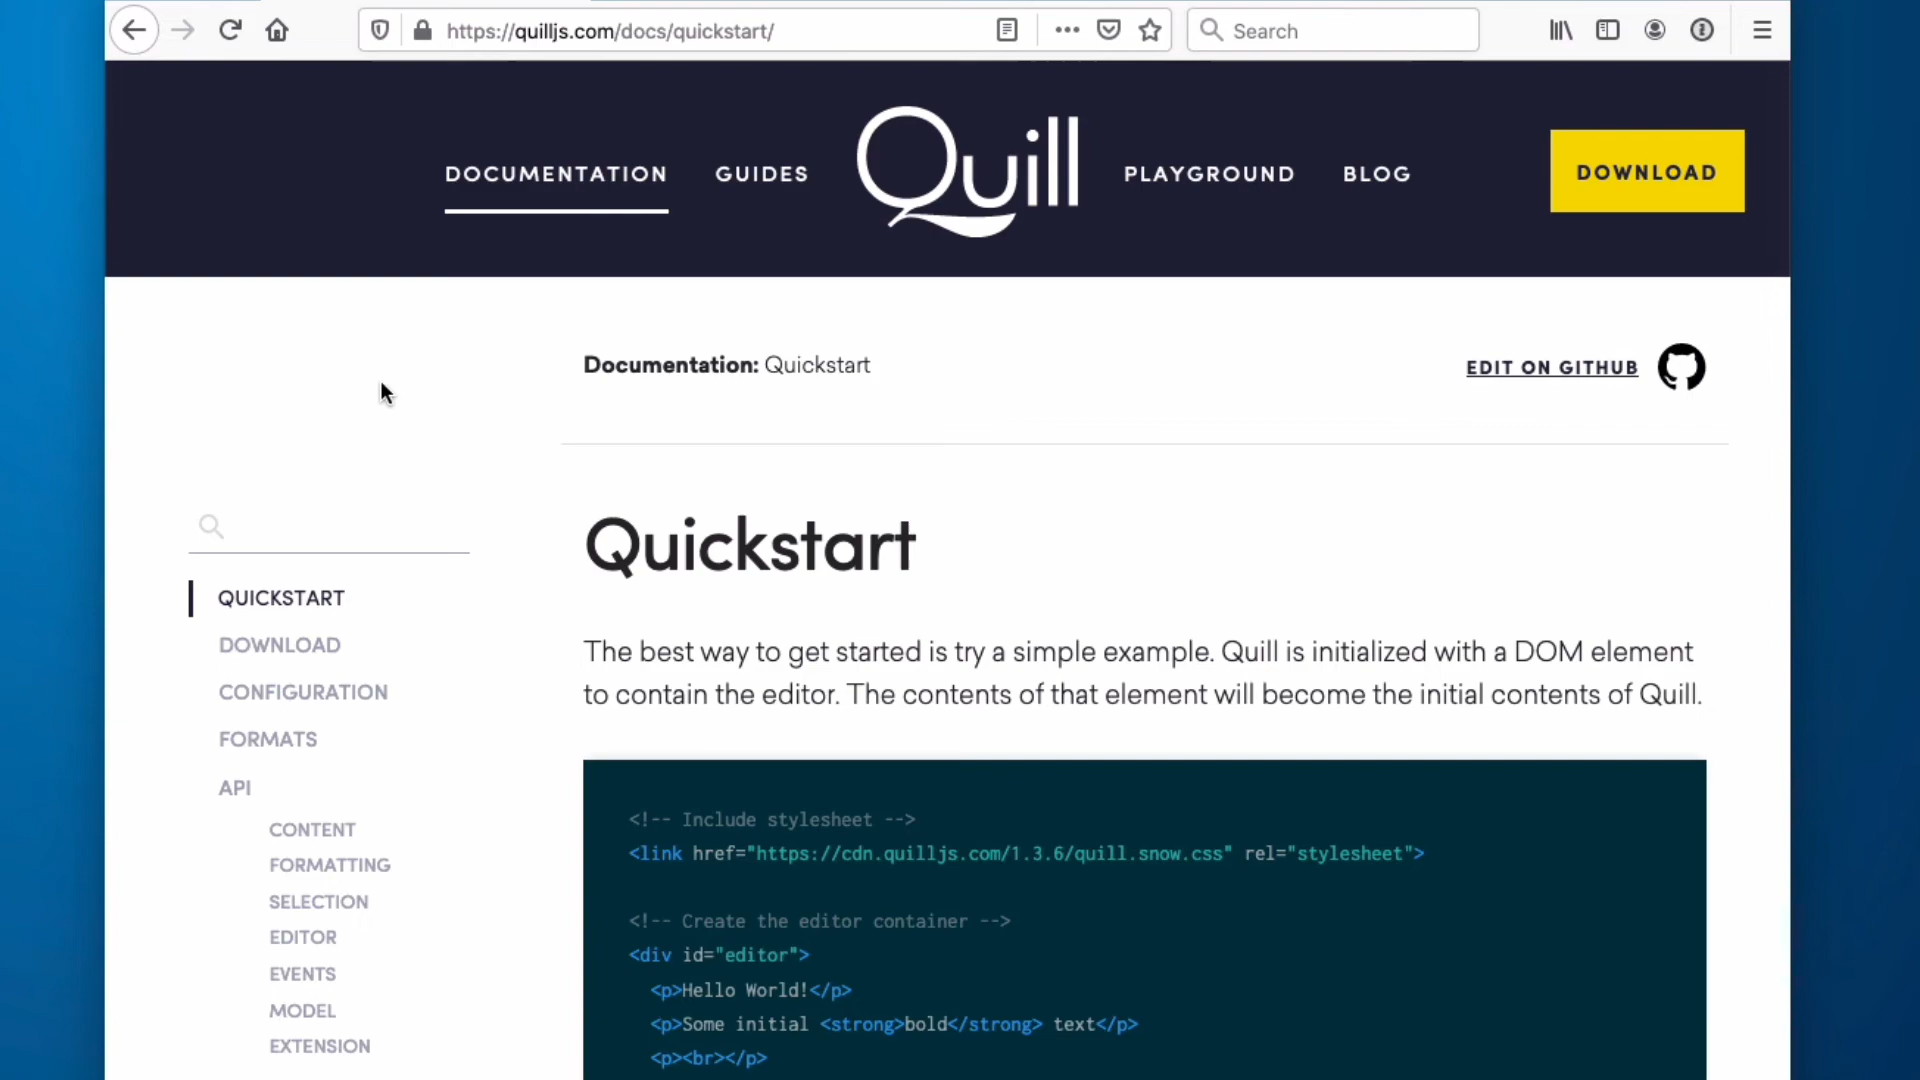 https://quilljs.com/docs/quickstart/
Search
DOCUMENTATION
GUIDES
Quill
PLAYGROUND
BLOG
DOWNLOAD
Documentation: Quickstart
EDIT ON GITHUB
QUICKSTART
DOWNLOAD
CONFIGURATION
FORMATS
API
CONTENT
FORMATTING
SELECTION
EDITOR
EVENTS
MODEL
EXTENSION
Quickstart
The best way to get started is try a simple example. Quill is initialized with a DOM element
to contain the editor. The contents of that element will become the initial contents of Quill.
<!-- Include stylesheet -->
<link href="https://cdn.quilljs.com/1.3.6/quill.snow.css" rel="stylesheet">
<!-- Create the editor container -->
<div id="editor">
<p>Hello World!</p>
<p>Some initial <strong>bold</strong> text</p>
<p><br></p>